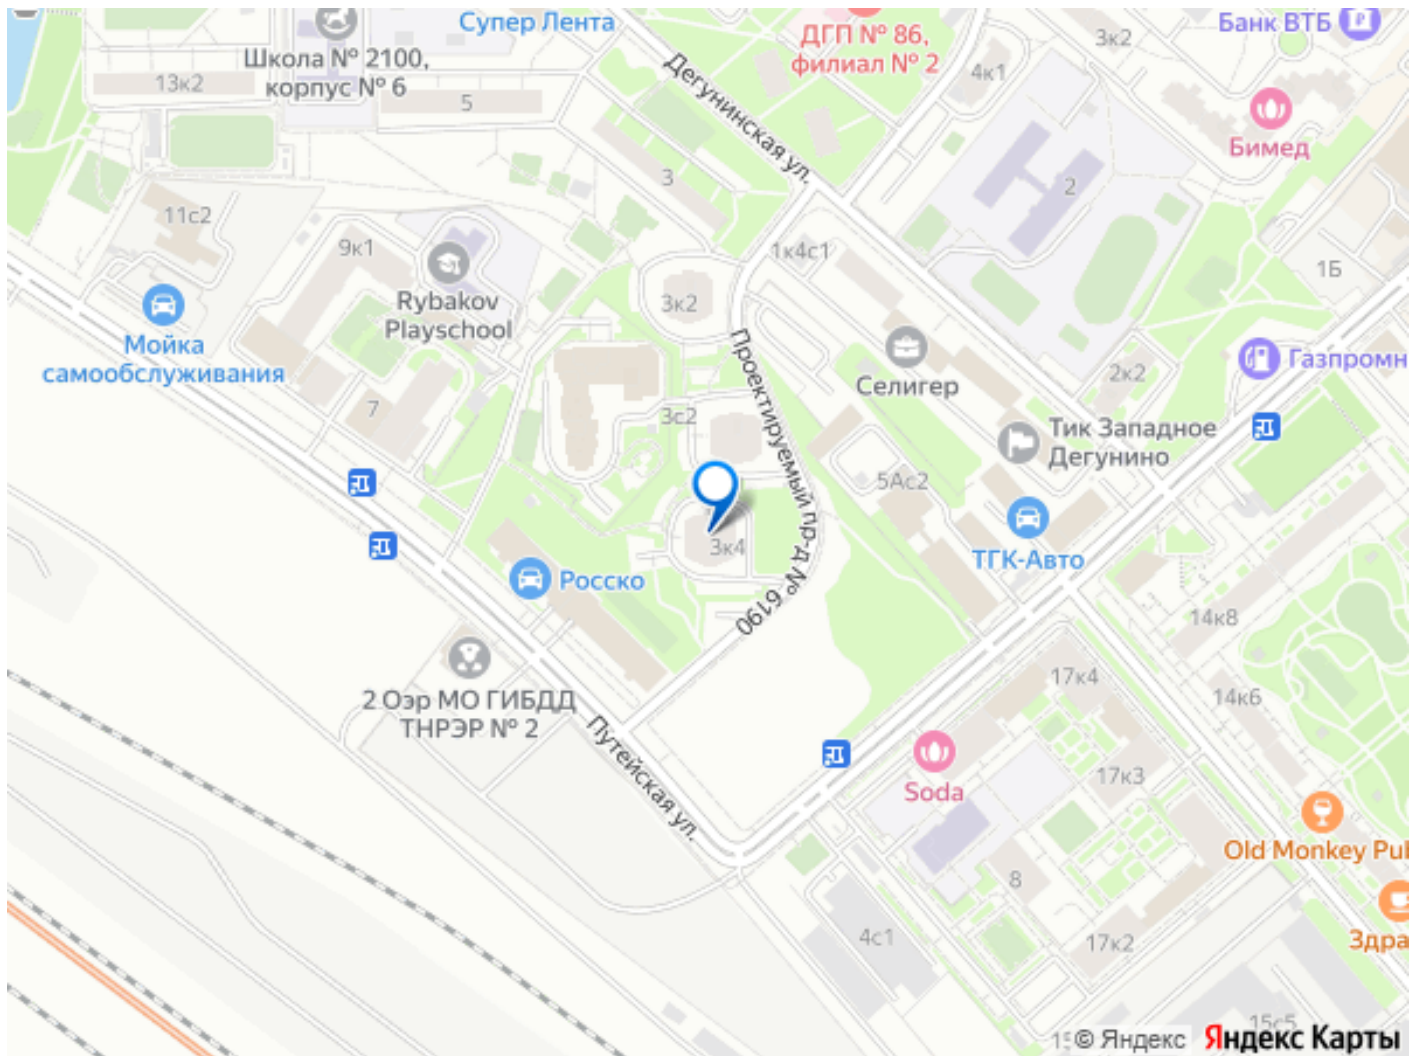 Супер Лента
Банк ВТБ
ДГП № 86,
филиал № 2
3к2
4к1
Школа № 2100,
корпус № 6
13к2
5
Дегунинская ул.
Бимед
3
2
11с2
9к1
1к4с1
1Б
Rybakov
Playschool
3к2
Мойка
самообслуживания
Проектируемый пр-д № 6190
Селигер
Газпромн
2к2
7
3с2
Тик Западное
Дегунино
5Ас2
3к4
ТГК-Авто
Росско
14к8
2 Оэр МО ГИБДД
ТНРЭР № 2
17к4
14к6
Путейская ул.
Soda
17к3
Old Monkey Pub
8
4с1
17к2
Здра
15с5
15
© Яндекс
Яндекс Карты